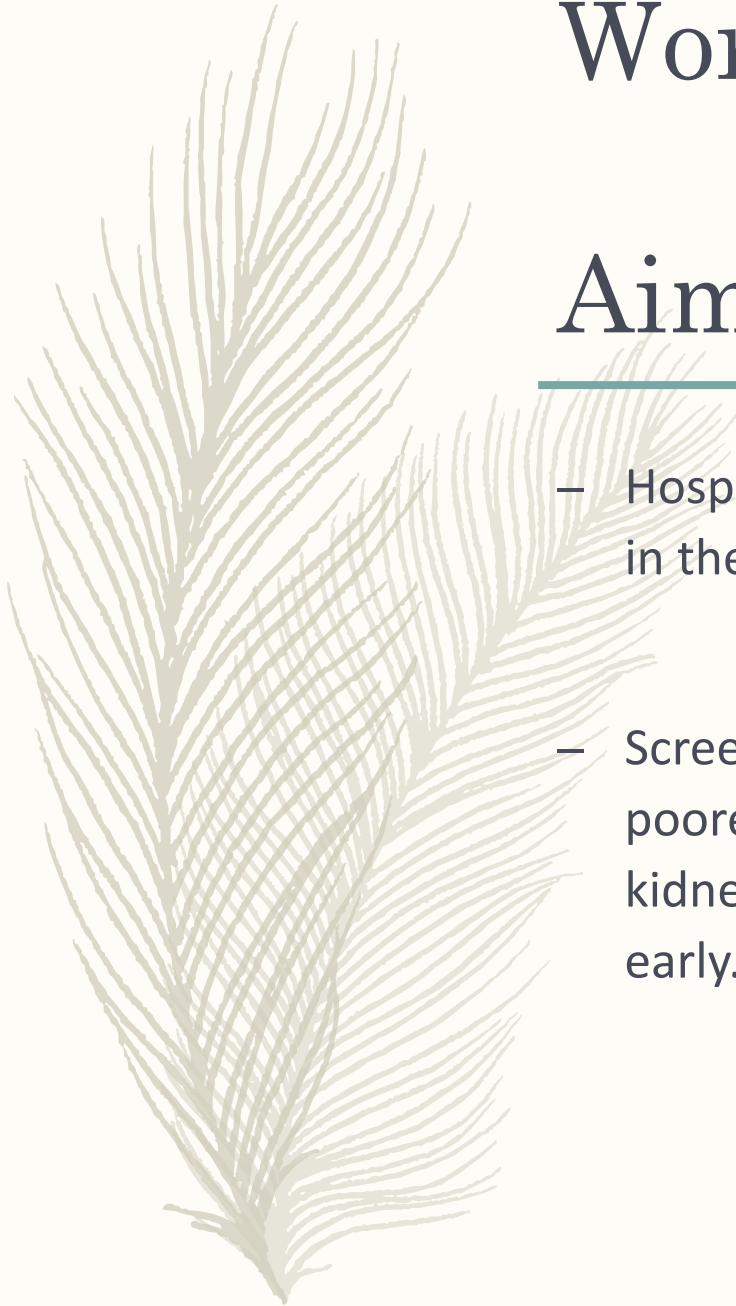 Wor
Aim
– Hosp
in the
– Scree
poore
kidne
early.